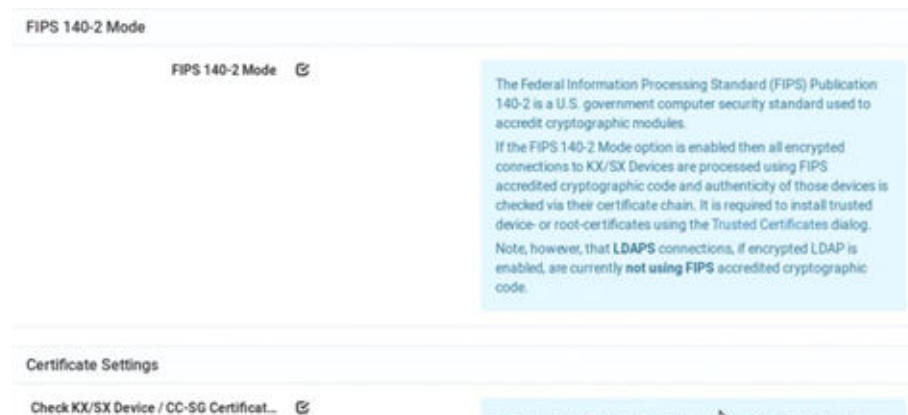 FIPS 140-2 Mode
FIPS 140-2 Mode
The Federal Information Processing Standard (FIPS) Publication
140-2 is a U.S. government computer security standard used to
accredit cryptographic modules.
If the FIPS 140-2 Mode option is enabled then all encrypted
connections to KX/SX Devices are processed using FIPS
accredited cryptographic code and authenticity of those devices is
checked via their certificate chain. It is required to install trusted
device- or root-certificates using the Trusted Certificates dialog.
Note, however, that LDAPS connections, if encrypted LDAP is
enabled, are currently not using FIPS accredited cryptographic
code.
Certificate Settings
Check KX/SX Device / CC-SG Certificat...